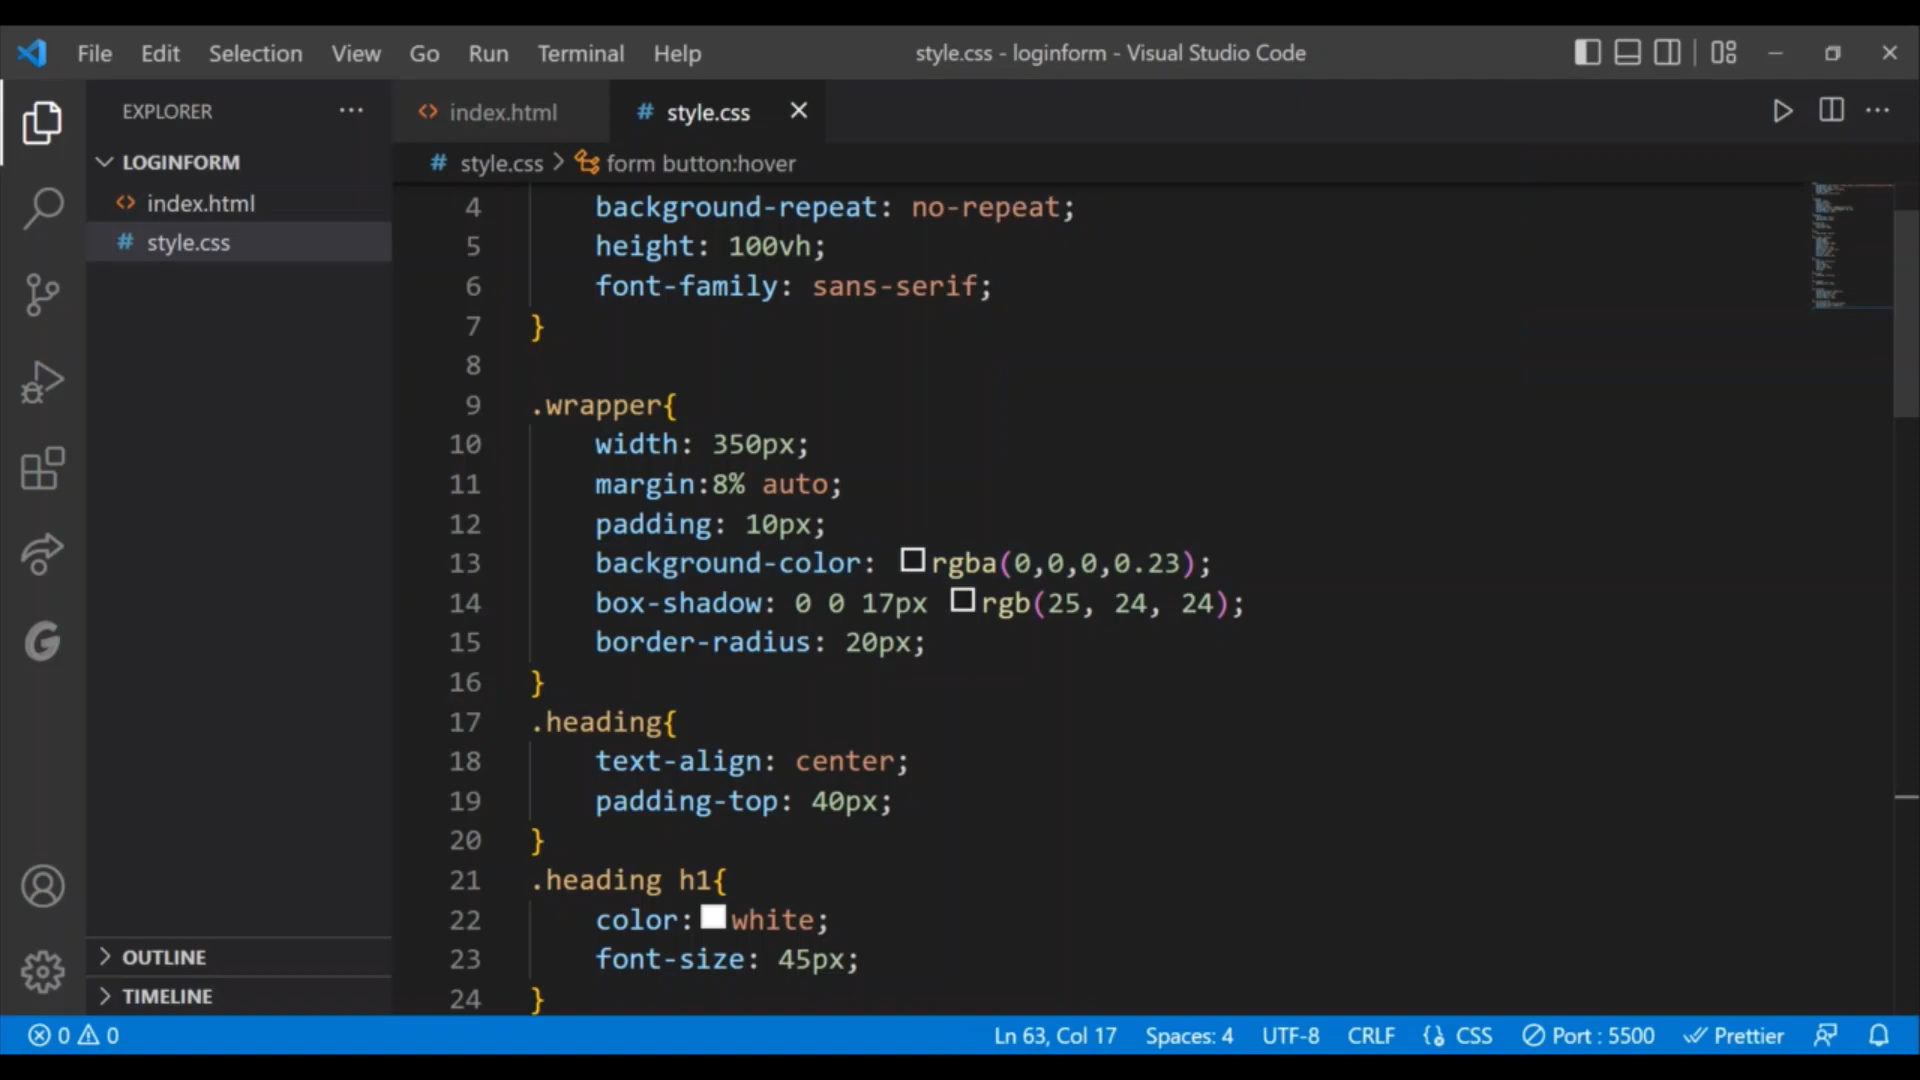 File Edit Selection View Go Run Terminal Help style.css - loginform - Visual Studio Code
EXPLORER
LOGINFORM
index.html
style.css
OUTLINE
TIMELINE
index.html # style.css
# style.css > form button:hover
4 background-repeat: no-repeat;
5 height: 100vh;
6 font-family: sans-serif;
7 }
8
9 .wrapper{
10 width: 350px;
11 margin:8% auto;
12 padding: 10px;
13 background-color: rgba(0,0,0,0.23);
14 box-shadow: 0 0 17px rgb(25, 24, 24);
15 border-radius: 20px;
16 }
17 .heading{
18 text-align: center;
19 padding-top: 40px;
20 }
21 .heading h1{
22 color: white;
23 font-size: 45px;
24 }
0 0 Ln 63, Col 17 Spaces: 4 UTF-8 CRLF CSS Port : 5500 Prettier